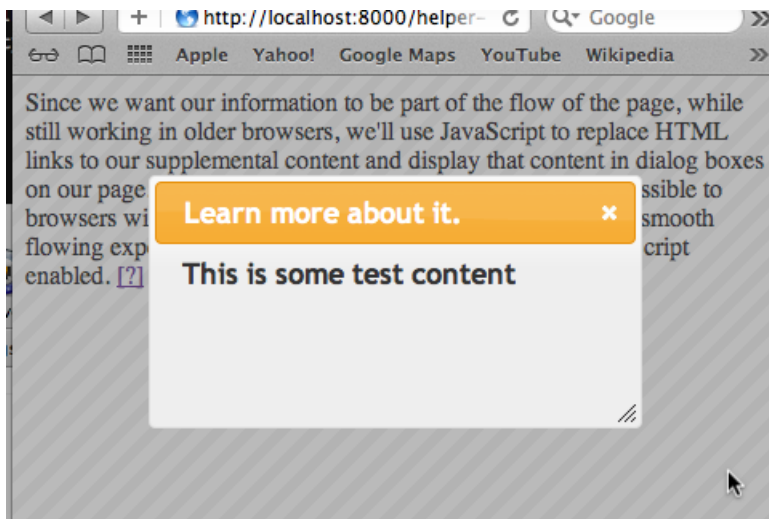 http://localhost:8000/helper- Google
Apple Yahoo! Google Maps YouTube Wikipedia
Since we want our information to be part of the flow of the page, while
still working in older browsers, we'll use JavaScript to replace HTML
links to our supplemental content and display that content in dialog boxes
on our page ssible to
browsers wi smooth
flowing exp cript
enabled. [?]
Learn more about it.
This is some test content